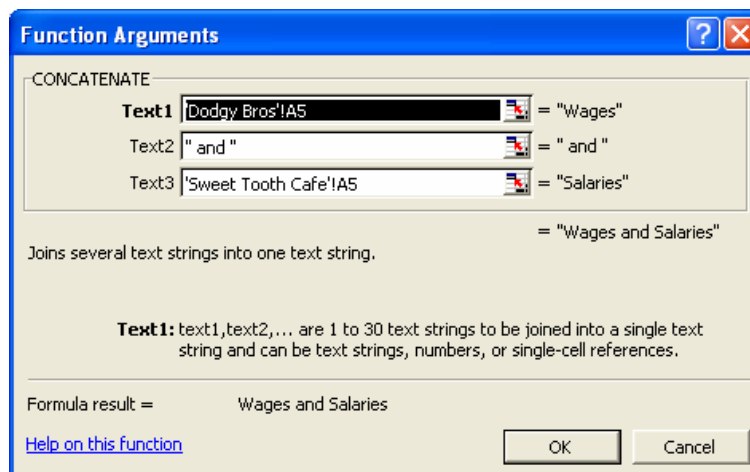 Function Arguments
CONCATENATE
Text1 'Dodgy Bros'!A5 = "Wages"
Text2 " and " = " and "
Text3 'Sweet Tooth Cafe'!A5 = "Salaries"
= "Wages and Salaries"
Joins several text strings into one text string.
Text1: text1,text2,... are 1 to 30 text strings to be joined into a single text
string and can be text strings, numbers, or single-cell references.
Formula result = Wages and Salaries
Help on this function OK Cancel